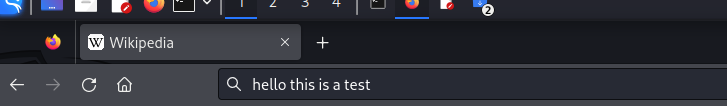 1 2 3 4
2
W Wikipedia
hello this is a test